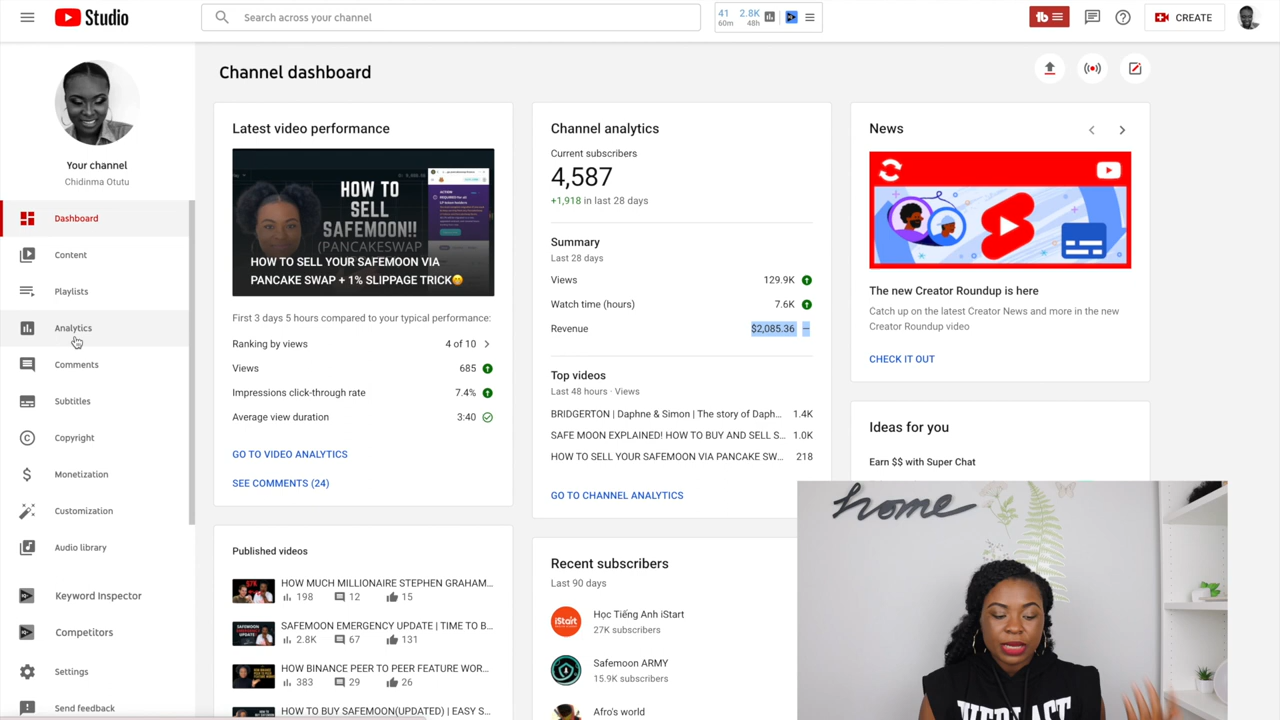 Studio
Search across your channel
41
60m
2.8K
48h
tb
CREATE
Your channel
Chidinma Otutu
Dashboard
Content
Playlists
Analytics
Comments
Subtitles
Copyright
Monetization
Customization
Audio library
Keyword Inspector
Competitors
Settings
Send feedback
Channel dashboard
Latest video performance
HOW TO
SELL
SAFEMOON!!
(PANCAKESWAP
HOW TO SELL YOUR SAFEMOON VIA
PANCAKE SWAP + 1% SLIPPAGE TRICK🤭
First 3 days 5 hours compared to your typical performance:
Ranking by views 4 of 10
Views 685
Impressions click-through rate 7.4%
Average view duration 3:40
GO TO VIDEO ANALYTICS
SEE COMMENTS (24)
Published videos
HOW MUCH MILLIONAIRE STEPHEN GRAHAM...
198 12 15
SAFEMOON EMERGENCY UPDATE | TIME TO B...
2.8K 67 131
HOW BINANCE PEER TO PEER FEATURE WOR...
383 29 26
HOW TO BUY SAFEMOON(UPDATED) | EASY S...
Channel analytics
Current subscribers
4,587
+1,918 in last 28 days
Summary
Last 28 days
Views 129.9K
Watch time (hours) 7.6K
Revenue $2,085.36 —
Top videos
Last 48 hours · Views
BRIDGERTON | Daphne & Simon | The story of Daph... 1.4K
SAFE MOON EXPLAINED! HOW TO BUY AND SELL S... 1.0K
HOW TO SELL YOUR SAFEMOON VIA PANCAKE SW... 218
GO TO CHANNEL ANALYTICS
Recent subscribers
Last 90 days
iStart
Học Tiếng Anh iStart
27K subscribers
Safemoon ARMY
15.9K subscribers
Afro's world
News
The new Creator Roundup is here
Catch up on the latest Creator News and more in the
new Creator Roundup video
CHECK IT OUT
Ideas for you
Earn $$ with Super Chat
home